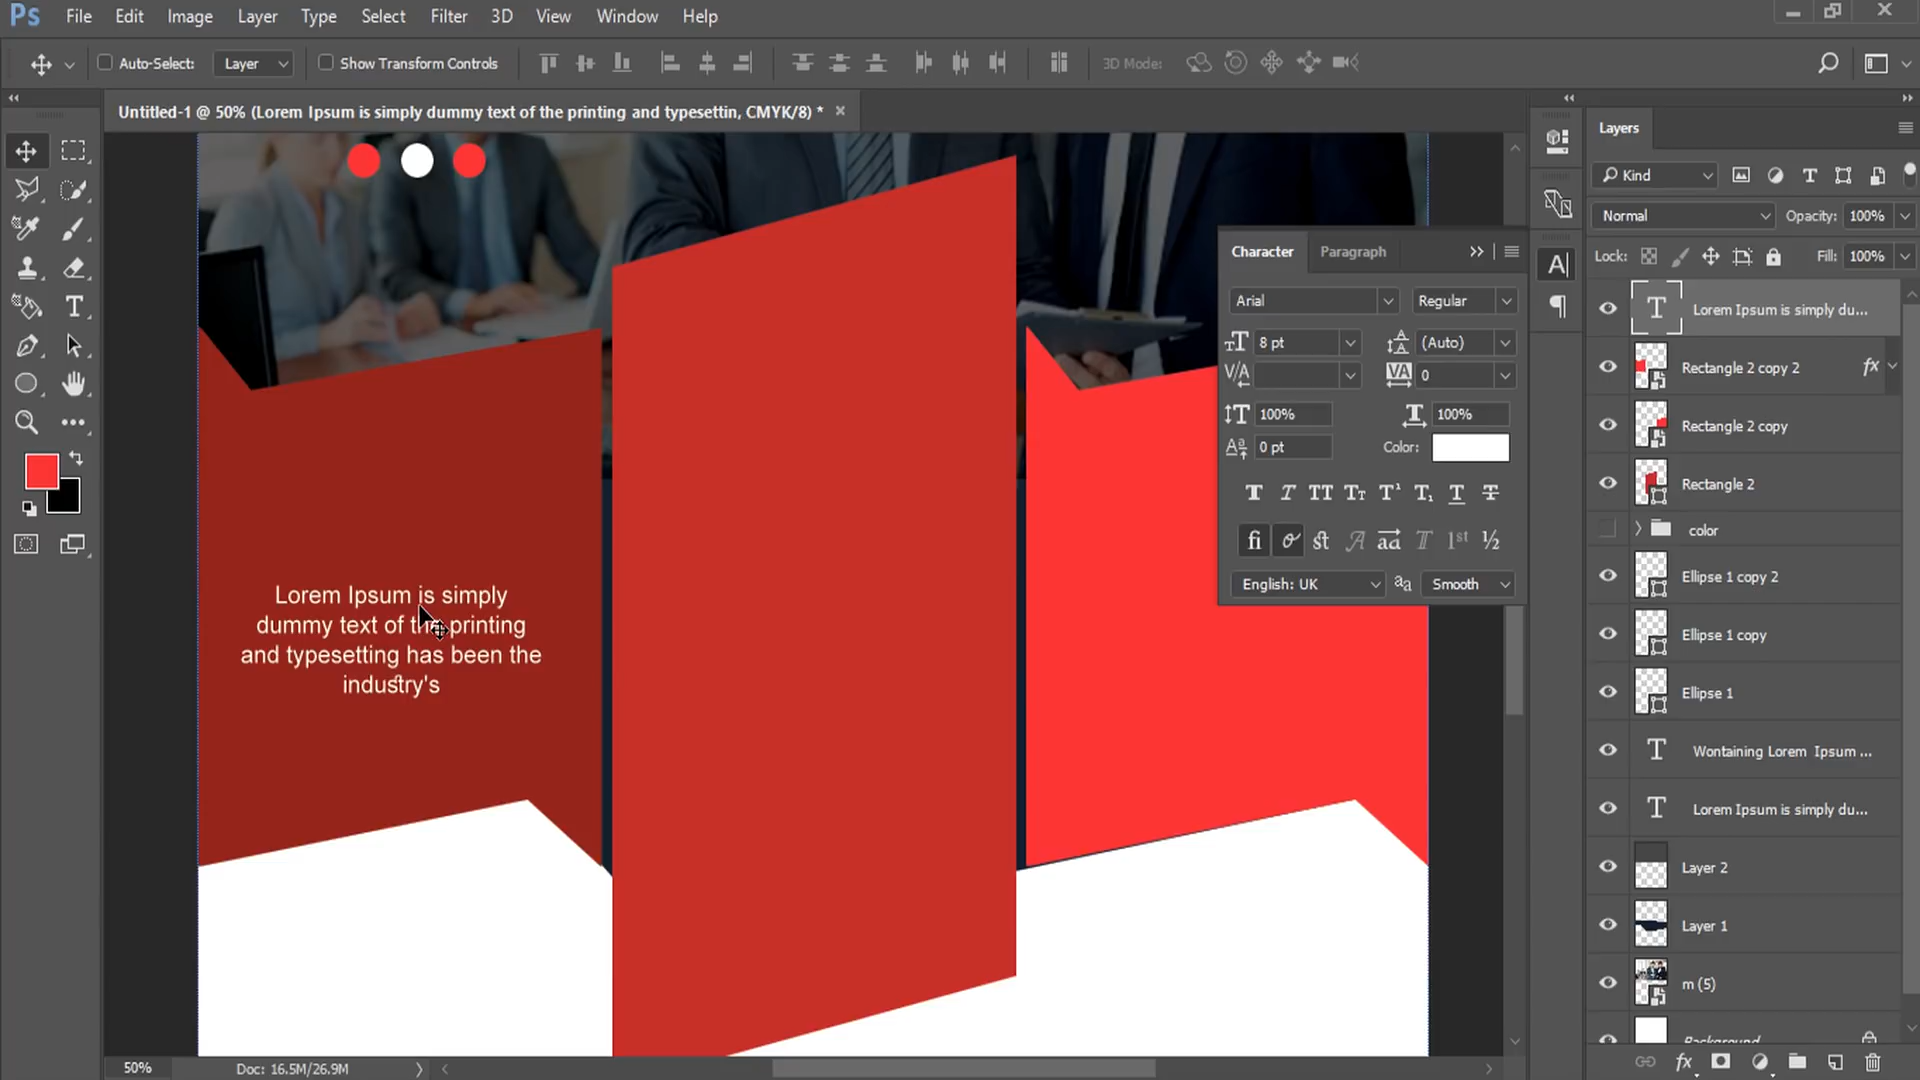 Ps File Edit Image Layer Type Select Filter 3D View Window Help
Auto-Select: Layer Show Transform Controls 3D Mode:
Untitled-1 @ 50% (Lorem Ipsum is simply dummy text of the printing and typesettin, CMYK/8) *
Lorem Ipsum is simply
dummy text of the printing
and typesetting has been the
industry's
Character Paragraph
Arial Regular
8 pt (Auto)
V/A VA 0
100% 100%
0 pt Color:
English: UK aa Smooth
Layers
Kind
Normal Opacity: 100%
Lock: Fill: 100%
Lorem Ipsum is simply du...
Rectangle 2 copy 2 fx
Rectangle 2 copy
Rectangle 2
color
Ellipse 1 copy 2
Ellipse 1 copy
Ellipse 1
Wontaining Lorem Ipsum ...
Lorem Ipsum is simply du...
Layer 2
Layer 1
m (5)
Background
50% Doc: 16.5M/26.9M